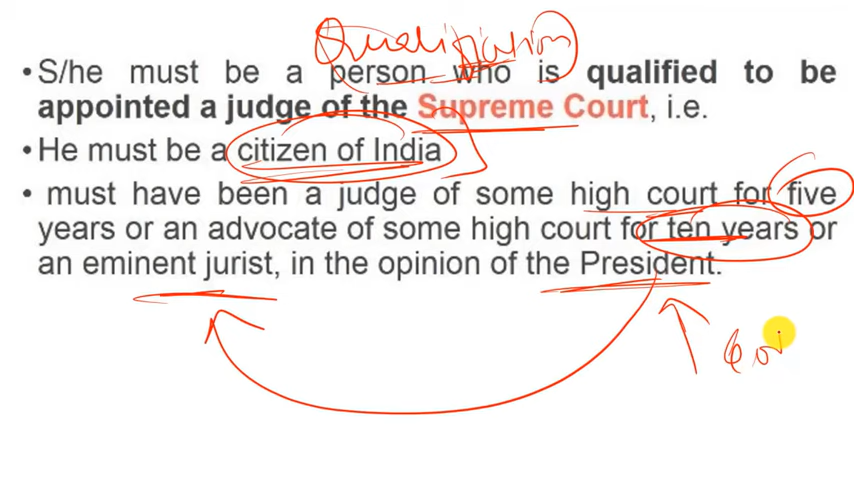 Qualification
• S/he must be a person who is qualified to be
appointed a judge of the Supreme Court, i.e.
• He must be a citizen of India
• must have been a judge of some high court for five
years or an advocate of some high court for ten years or
an eminent jurist, in the opinion of the President.